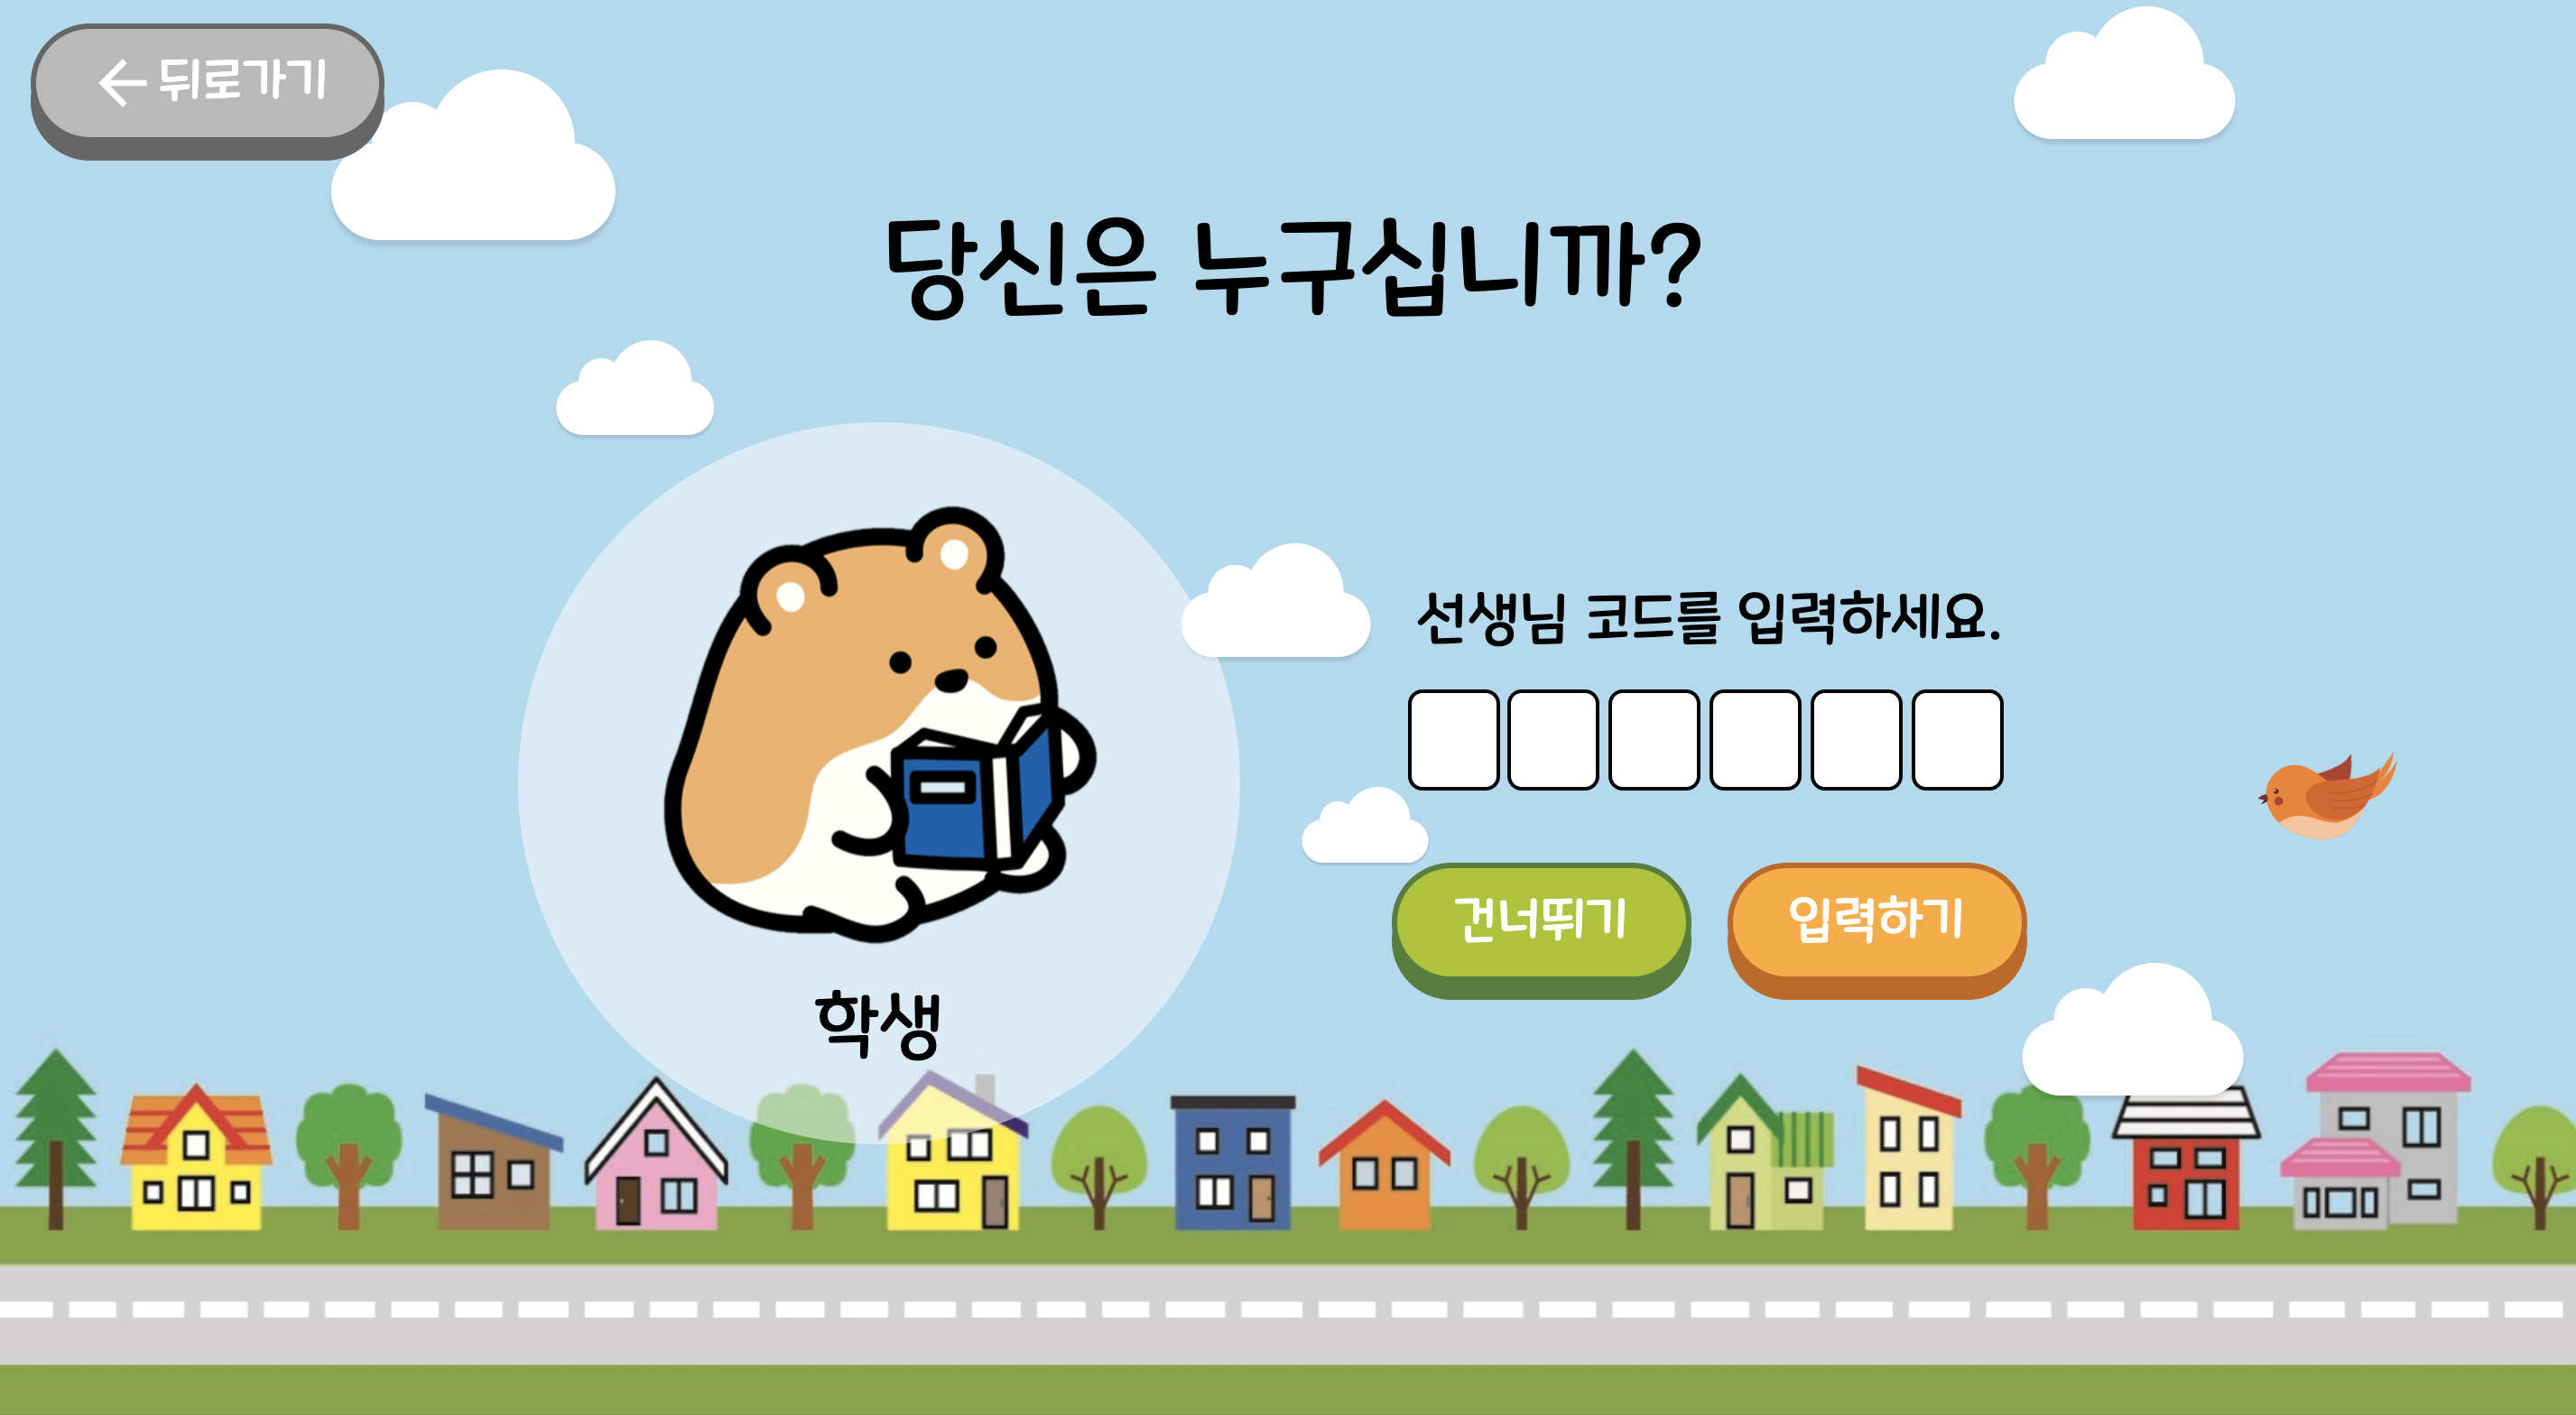 ← 뒤로가기
당신은 누구십니까?
선생님 코드를 입력하세요.
건너뛰기 입력하기
학생